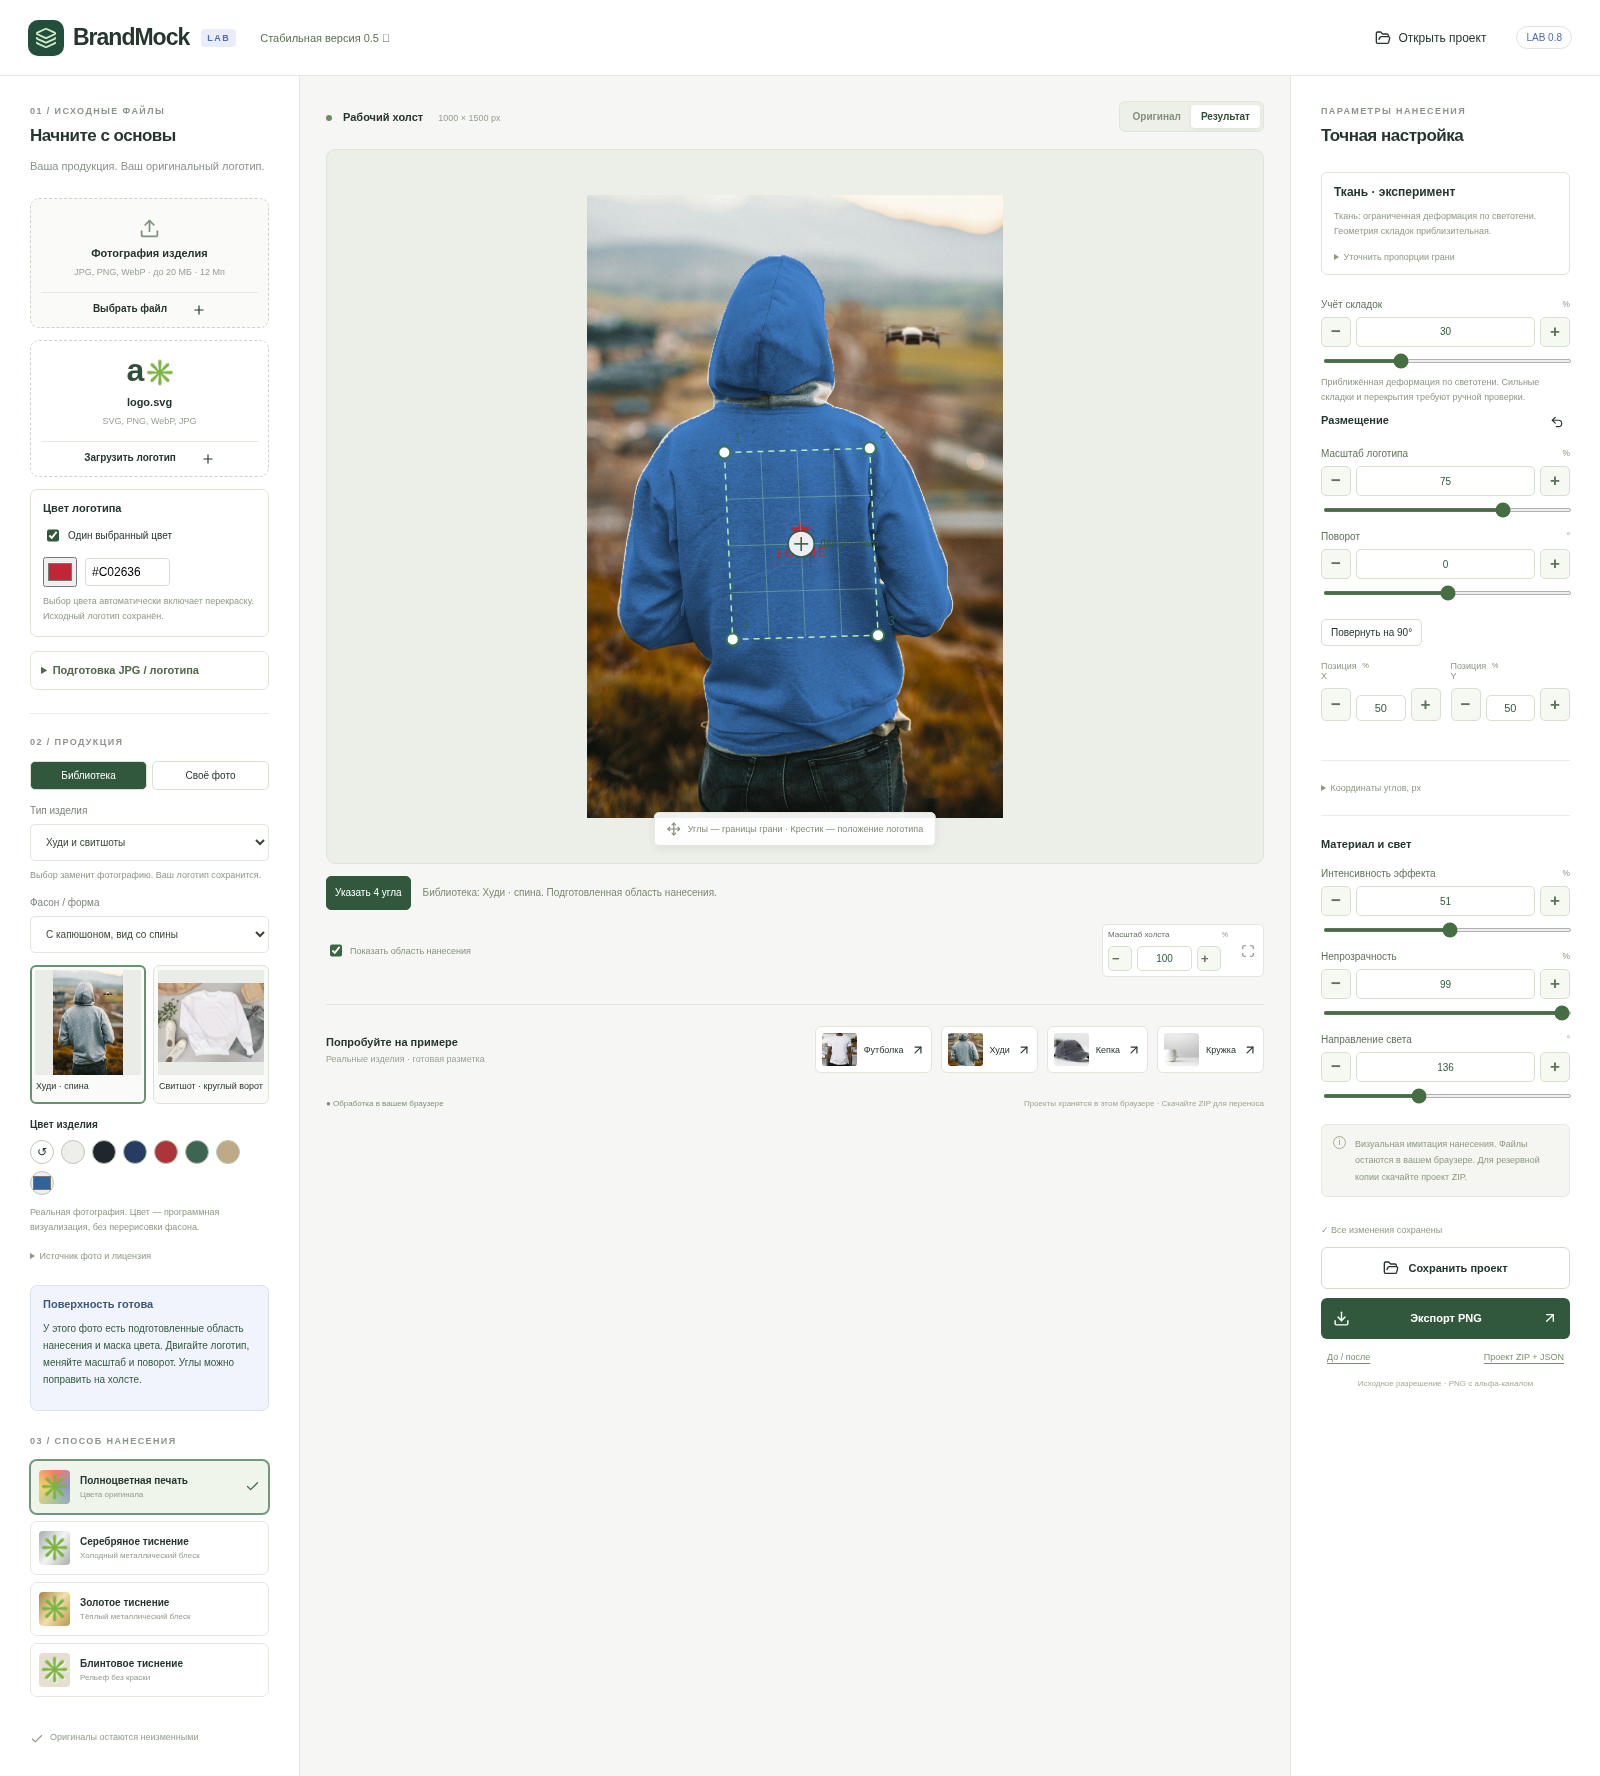 BrandMock
LAB
Стабильная версия 0.5
Открыть проект
LAB 0.8
01 / ИСХОДНЫЕ ФАЙЛЫ
Начните с основы
Ваша продукция. Ваш оригинальный логотип.
Фотография изделия
JPG, PNG, WebP · до 20 МБ · 12 Мп
Выбрать файл
a
logo.svg
SVG, PNG, WebP, JPG
Загрузить логотип
Цвет логотипа
Один выбранный цвет
#C02636
Выбор цвета автоматически включает перекраску.
Исходный логотип сохранён.
Подготовка JPG / логотипа
02 / ПРОДУКЦИЯ
Библиотека
Своё фото
Тип изделия
Худи и свитшоты
Выбор заменит фотографию. Ваш логотип сохранится.
Фасон / форма
С капюшоном, вид со спины
Худи · спина
Свитшот · круглый ворот
Цвет изделия
Реальная фотография. Цвет — программная
визуализация, без перерисовки фасона.
Источник фото и лицензия
Поверхность готова
У этого фото есть подготовленные область
нанесения и маска цвета. Двигайте логотип,
меняйте масштаб и поворот. Углы можно
поправить на холсте.
03 / СПОСОБ НАНЕСЕНИЯ
Полноцветная печать
Цвета оригинала
Серебряное тиснение
Холодный металлический блеск
Золотое тиснение
Тёплый металлический блеск
Блинтовое тиснение
Рельеф без краски
Оригиналы остаются неизменными
Рабочий холст
1000 × 1500 px
Оригинал
Результат
1
2
3
Углы — границы грани · Крестик — положение логотипа
Указать 4 угла
Библиотека: Худи · спина. Подготовленная область нанесения.
Показать область нанесения
Масштаб холста
%
100
Попробуйте на примере
Реальные изделия · готовая разметка
Футболка
Худи
Кепка
Кружка
● Обработка в вашем браузере
Проекты хранятся в этом браузере · Скачайте ZIP для переноса
ПАРАМЕТРЫ НАНЕСЕНИЯ
Точная настройка
Ткань · эксперимент
Ткань: ограниченная деформация по светотени.
Геометрия складок приблизительная.
Уточнить пропорции грани
Учёт складок
%
30
Приближённая деформация по светотени. Сильные
складки и перекрытия требуют ручной проверки.
Размещение
Масштаб логотипа
%
75
Поворот
°
0
Повернуть на 90°
Позиция X
%
50
Позиция Y
%
50
Координаты углов, px
Материал и свет
Интенсивность эффекта
%
51
Непрозрачность
%
99
Направление света
°
136
Визуальная имитация нанесения. Файлы
остаются в вашем браузере. Для резервной
копии скачайте проект ZIP.
✓ Все изменения сохранены
Сохранить проект
Экспорт PNG
До / после
Проект ZIP + JSON
Исходное разрешение · PNG с альфа-каналом